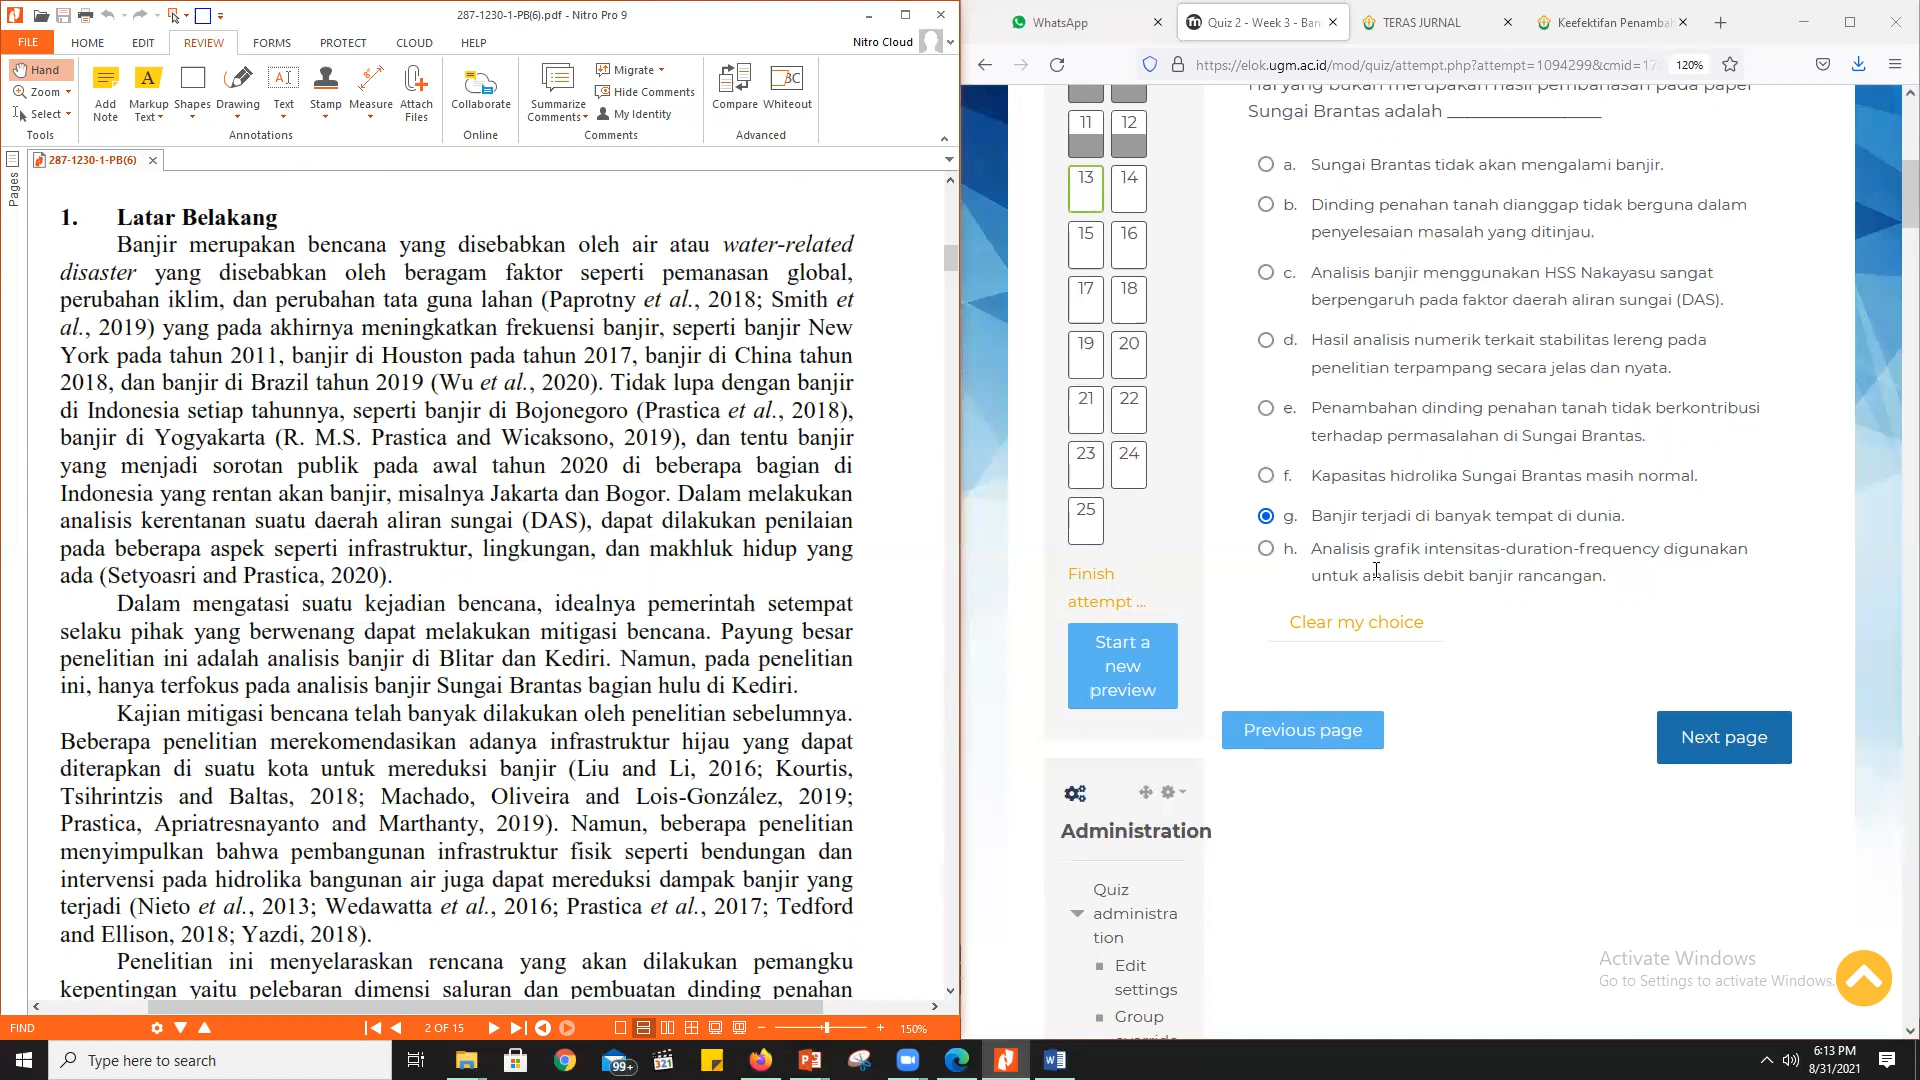 287-1230-1-PB(6).pdf - Nitro Pro 9
FILE HOME EDIT REVIEW FORMS PROTECT CLOUD HELP Nitro Cloud
Hand
Zoom
Select
Tools
Add Note
Markup Text
Shapes
Drawing
Text
Stamp
Measure
Attach Files
Annotations
Collaborate
Online
Summarize Comments
Migrate
Hide Comments
My Identity
Comments
Compare
Whiteout
Advanced
287-1230-1-PB(6)
Pages
1. Latar Belakang
Banjir merupakan bencana yang disebabkan oleh air atau water-related
disaster yang disebabkan oleh beragam faktor seperti pemanasan global,
perubahan iklim, dan perubahan tata guna lahan (Paprotny et al., 2018; Smith et
al., 2019) yang pada akhirnya meningkatkan frekuensi banjir, seperti banjir New
York pada tahun 2011, banjir di Houston pada tahun 2017, banjir di China tahun
2018, dan banjir di Brazil tahun 2019 (Wu et al., 2020). Tidak lupa dengan banjir
di Indonesia setiap tahunnya, seperti banjir di Bojonegoro (Prastica et al., 2018),
banjir di Yogyakarta (R. M.S. Prastica and Wicaksono, 2019), dan tentu banjir
yang menjadi sorotan publik pada awal tahun 2020 di beberapa bagian di
Indonesia yang rentan akan banjir, misalnya Jakarta dan Bogor. Dalam melakukan
analisis kerentanan suatu daerah aliran sungai (DAS), dapat dilakukan penilaian
pada beberapa aspek seperti infrastruktur, lingkungan, dan makhluk hidup yang
ada (Setyoasri and Prastica, 2020).
Dalam mengatasi suatu kejadian bencana, idealnya pemerintah setempat
selaku pihak yang berwenang dapat melakukan mitigasi bencana. Payung besar
penelitian ini adalah analisis banjir di Blitar dan Kediri. Namun, pada penelitian
ini, hanya terfokus pada analisis banjir Sungai Brantas bagian hulu di Kediri.
Kajian mitigasi bencana telah banyak dilakukan oleh penelitian sebelumnya.
Beberapa penelitian merekomendasikan adanya infrastruktur hijau yang dapat
diterapkan di suatu kota untuk mereduksi banjir (Liu and Li, 2016; Kourtis,
Tsihrintzis and Baltas, 2018; Machado, Oliveira and Lois-González, 2019;
Prastica, Apriatresnayanto and Marthanty, 2019). Namun, beberapa penelitian
menyimpulkan bahwa pembangunan infrastruktur fisik seperti bendungan dan
intervensi pada hidrolika bangunan air juga dapat mereduksi dampak banjir yang
terjadi (Nieto et al., 2013; Wedawatta et al., 2016; Prastica et al., 2017; Tedford
and Ellison, 2018; Yazdi, 2018).
Penelitian ini menyelaraskan rencana yang akan dilakukan pemangku
kepentingan yaitu pelebaran dimensi saluran dan pembuatan dinding penahan
FIND
2 OF 15
150%
WhatsApp
Quiz 2 - Week 3 - Ban
TERAS JURNAL
Keefektifan Penambah
https://elok.ugm.ac.id/mod/quiz/attempt.php?attempt=1094299&cmid=17
120%
11 12
13 14
15 16
17 18
19 20
21 22
23 24
25
Finish
attempt ...
Start a
new
preview
Hal yang bukan merupakan hasil pembahasan pada paper
Sungai Brantas adalah __________________
a. Sungai Brantas tidak akan mengalami banjir.
b. Dinding penahan tanah dianggap tidak berguna dalam
penyelesaian masalah yang ditinjau.
c. Analisis banjir menggunakan HSS Nakayasu sangat
berpengaruh pada faktor daerah aliran sungai (DAS).
d. Hasil analisis numerik terkait stabilitas lereng pada
penelitian terpampang secara jelas dan nyata.
e. Penambahan dinding penahan tanah tidak berkontribusi
terhadap permasalahan di Sungai Brantas.
f. Kapasitas hidrolika Sungai Brantas masih normal.
g. Banjir terjadi di banyak tempat di dunia.
h. Analisis grafik intensitas-duration-frequency digunakan
untuk analisis debit banjir rancangan.
Clear my choice
Previous page
Next page
Administration
Quiz
administra
tion
Edit
settings
Group
Activate Windows
Go to Settings to activate Windows.
Type here to search
99+
321
6:13 PM
8/31/2021